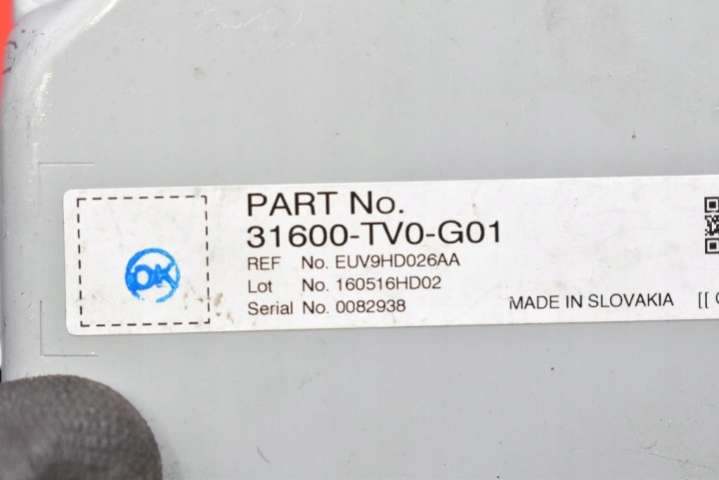 OK
PART No.
31600-TV0-G01
REF No. EUV9HD026AA
Lot No. 160516HD02
Serial No. 0082938
MADE IN SLOVAKIA [[